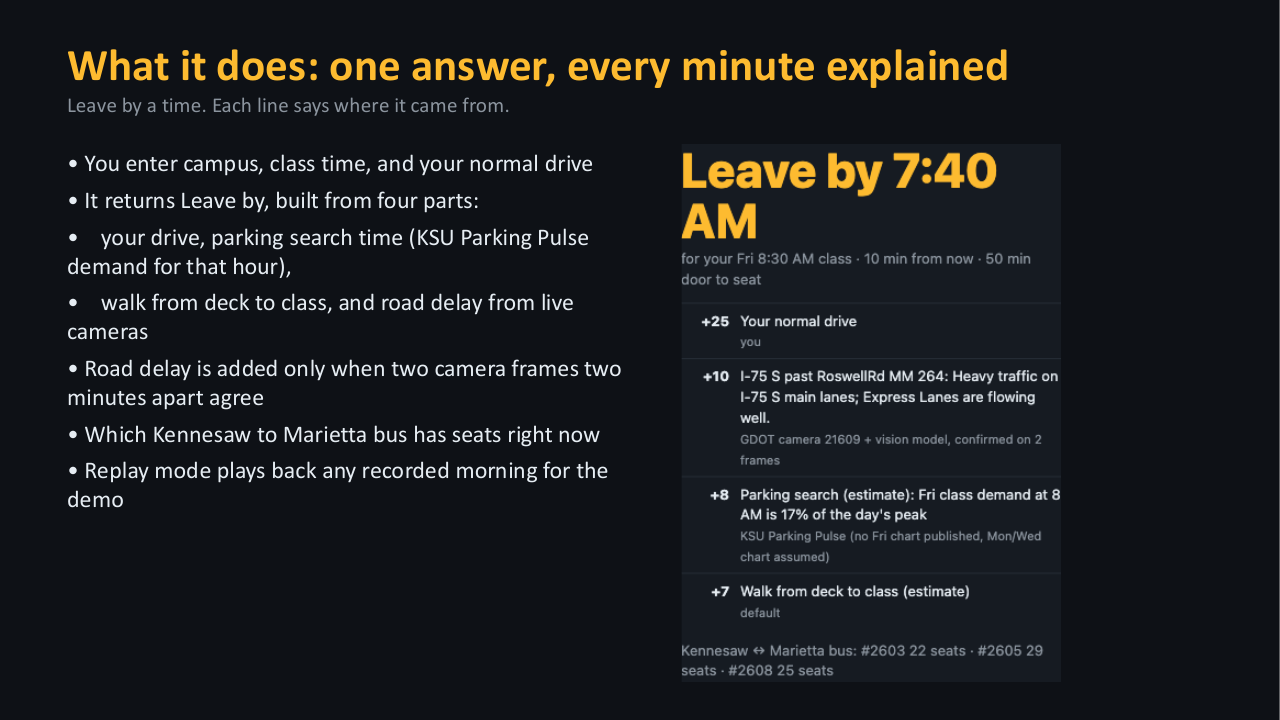 What it does: one answer, every minute explained
Leave by a time. Each line says where it came from.
• You enter campus, class time, and your normal drive
• It returns Leave by, built from four parts:
•    your drive, parking search time (KSU Parking Pulse
demand for that hour),
•    walk from deck to class, and road delay from live
cameras
• Road delay is added only when two camera frames two
minutes apart agree
• Which Kennesaw to Marietta bus has seats right now
• Replay mode plays back any recorded morning for the
demo
Leave by 7:40
AM
for your Fri 8:30 AM class · 10 min from now · 50 min
door to seat
+25 Your normal drive
you
+10 I-75 S past RoswellRd MM 264: Heavy traffic on
I-75 S main lanes; Express Lanes are flowing
well.
GDOT camera 21609 + vision model, confirmed on 2
frames
+8 Parking search (estimate): Fri class demand at 8
AM is 17% of the day's peak
KSU Parking Pulse (no Fri chart published, Mon/Wed
chart assumed)
+7 Walk from deck to class (estimate)
default
Kennesaw ↔ Marietta bus: #2603 22 seats · #2605 29
seats · #2608 25 seats